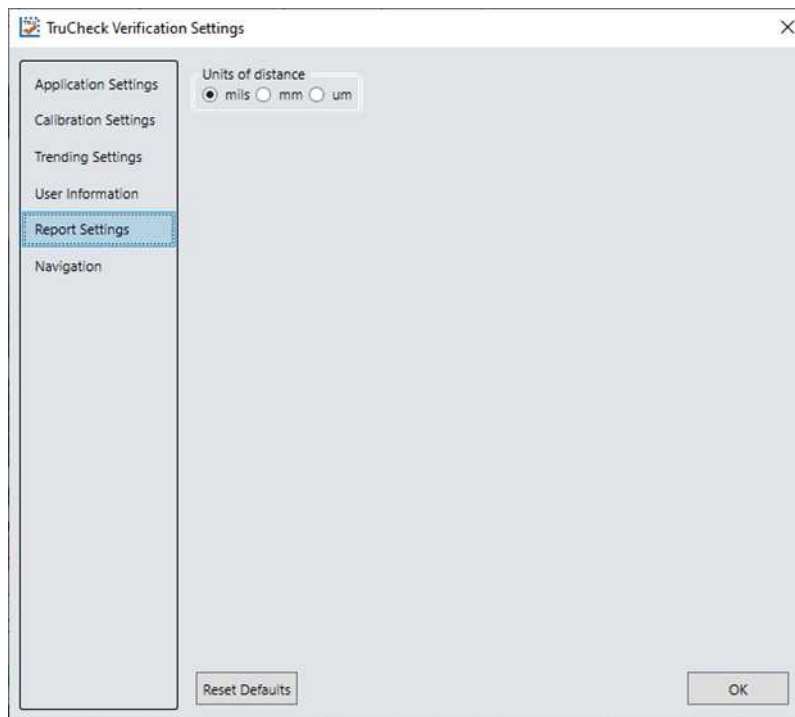 TruCheck Verification Settings
Application Settings
Calibration Settings
Trending Settings
User Information
Report Settings
Navigation
Units of distance
mils mm um
Reset Defaults
OK